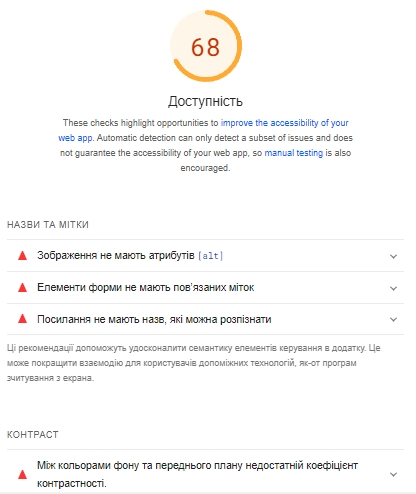 68
Доступність
These checks highlight opportunities to improve the accessibility of your
web app. Automatic detection can only detect a subset of issues and does
not guarantee the accessibility of your web app, so manual testing is also
encouraged.
НАЗВИ ТА МІТКИ
Зображення не мають атрибутів [alt]
Елементи форми не мають пов'язаних міток
Посилання не мають назв, які можна розпізнати
Ці рекомендації допоможуть удосконалити семантику елементів керування в додатку. Це
може покращити взаємодію для користувачів допоміжних технологій, як-от програм
зчитування з екрана.
КОНТРАСТ
Між кольорами фону та переднього плану недостатній коефіцієнт
контрастності.